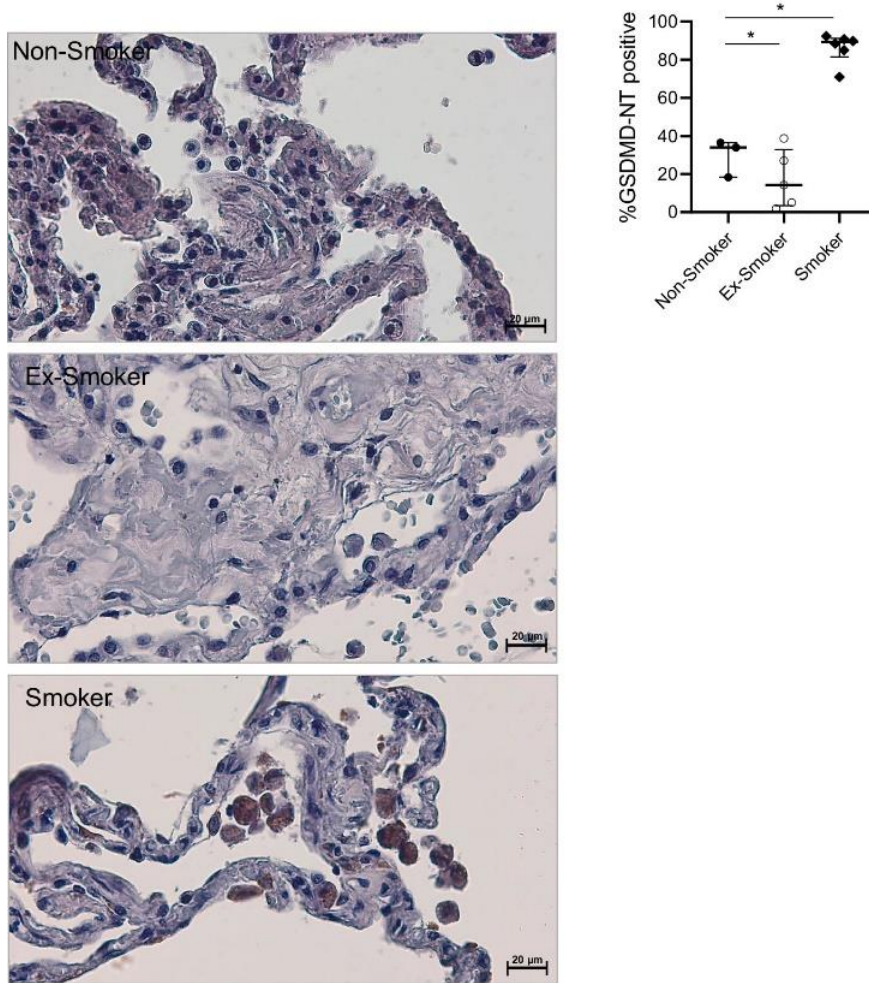 Non-Smoker
20 µm
Ex-Smoker
20 µm
Smoker
20 µm
%GSDMD-NT positive
100
80
60
40
20
0
*
*
Non-Smoker
Ex-Smoker
Smoker